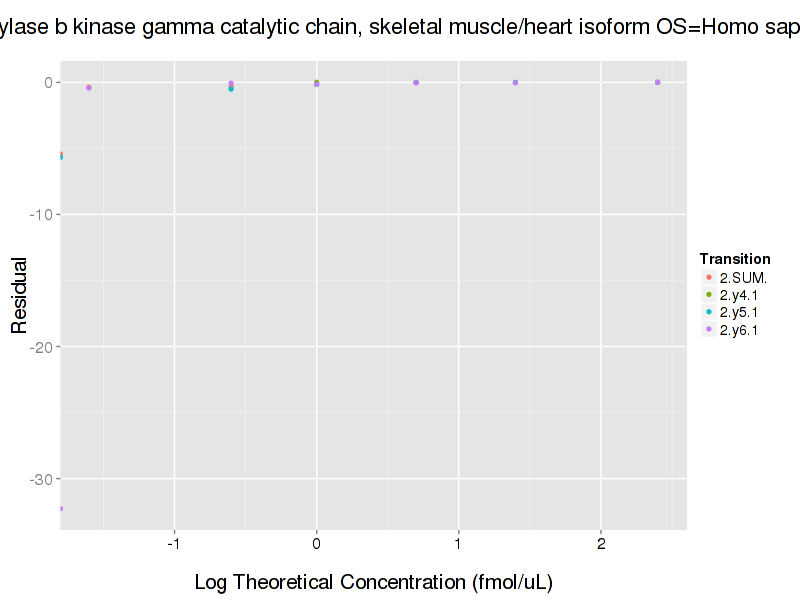 ylase b kinase gamma catalytic chain, skeletal muscle/heart isoform OS=Homo sap
0
-10
-20
-30
Residual
-1 0 1 2
Log Theoretical Concentration (fmol/uL)
Transition
2.SUM.
2.y4.1
2.y5.1
2.y6.1